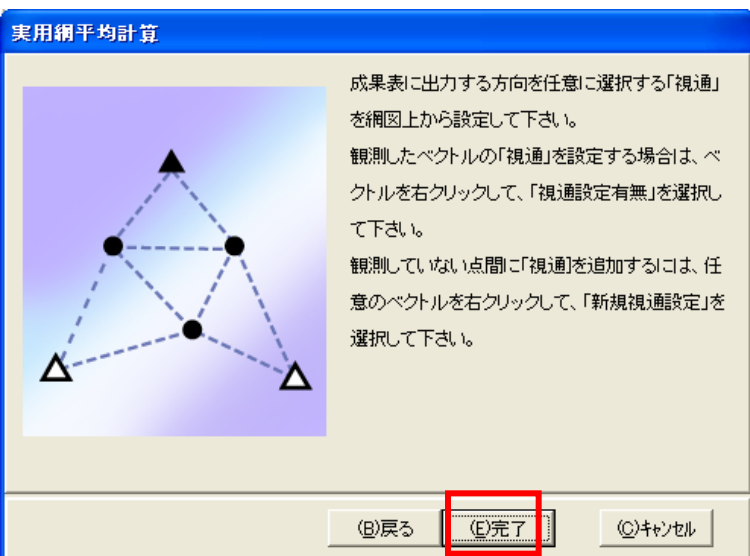 実用網平均計算
成果表に出力する方向を任意に選択する「視通」
を網図上から設定して下さい。
観測したベクトルの「視通」を設定する場合は、ベ
クトルを右クリックして、「視通設定有無」を選択し
て下さい。
観測していない点間に「視通]を追加するには、任
意のベクトルを右クリックして、「新規視通設定」を
選択して下さい。
(B)戻る (E)完了 (C)キャンセル